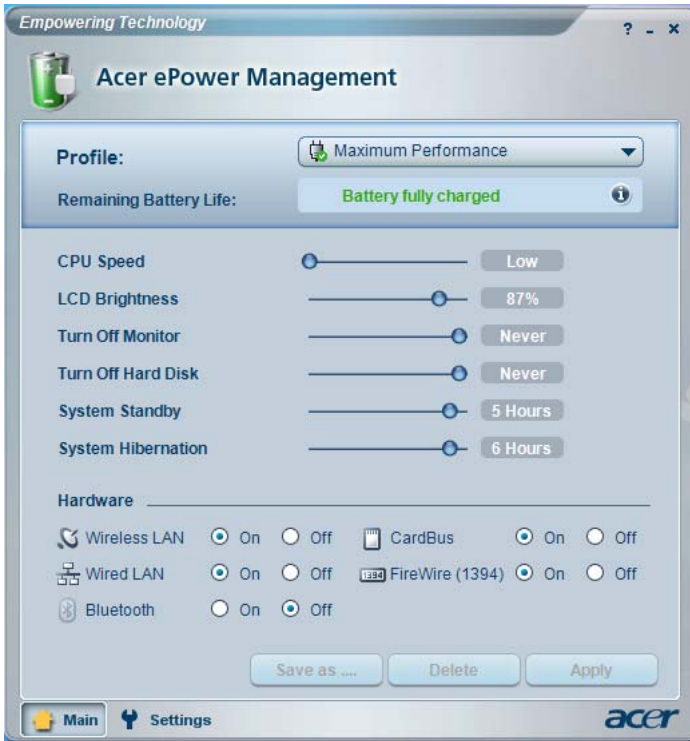 Empowering Technology
? - x
Acer ePower Management
Profile: Maximum Performance
Remaining Battery Life: Battery fully charged i
CPU Speed Low
LCD Brightness 87%
Turn Off Monitor Never
Turn Off Hard Disk Never
System Standby 5 Hours
System Hibernation 6 Hours
Hardware
Wireless LAN On Off CardBus On Off
Wired LAN On Off 1394 FireWire (1394) On Off
Bluetooth On Off
Save as .... Delete Apply
Main Settings acer